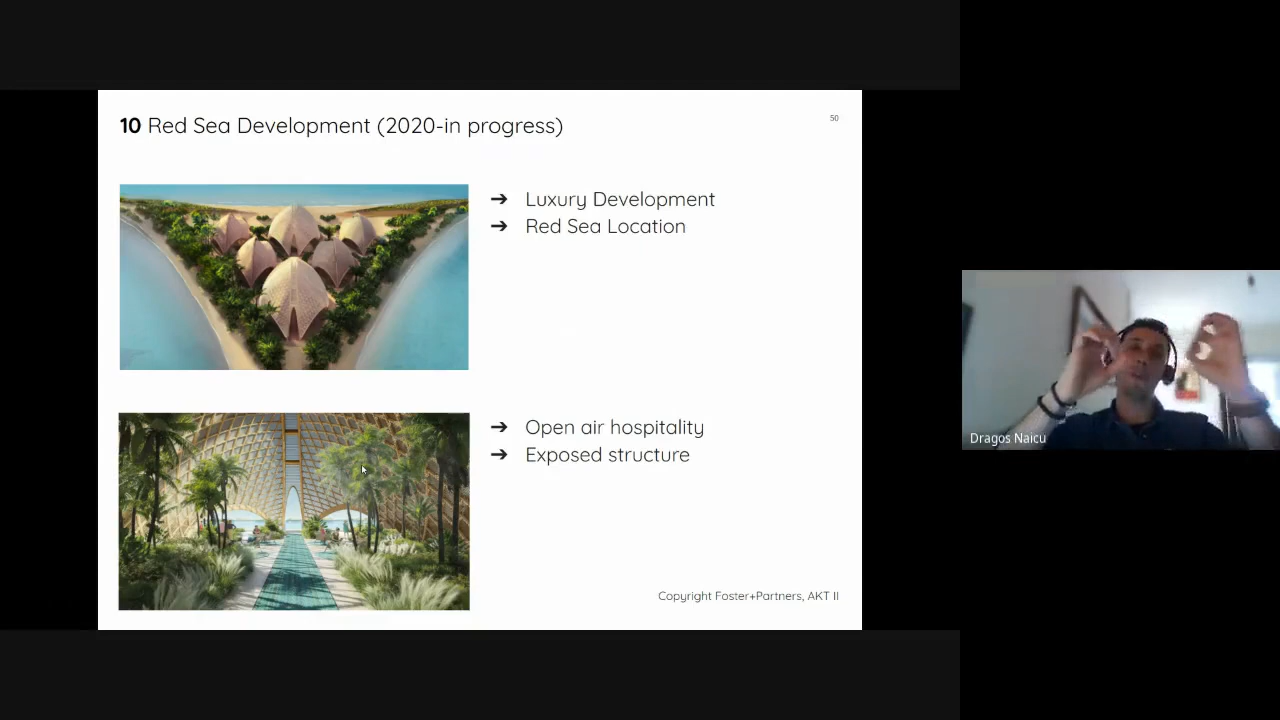 10 Red Sea Development (2020-in progress)
50
➔ Luxury Development
➔ Red Sea Location
➔ Open air hospitality
➔ Exposed structure
Copyright Foster+Partners, AKT II
Dragos Naicu